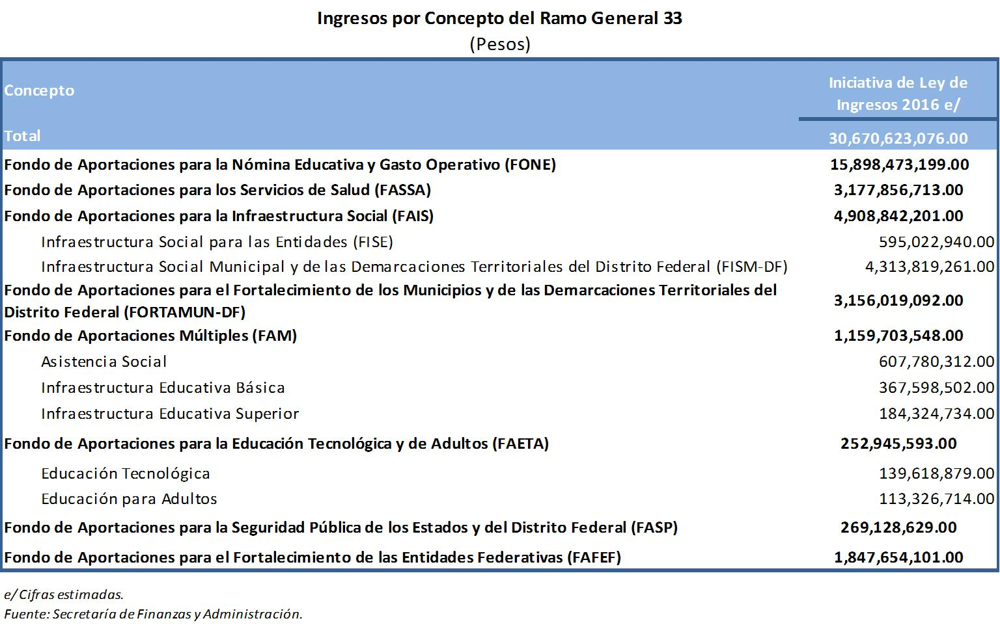 Ingresos por Concepto del Ramo General 33
(Pesos)
Concepto
Iniciativa de Ley de
Ingresos 2016 e/
Total 30,670,623,076.00
Fondo de Aportaciones para la Nómina Educativa y Gasto Operativo (FONE) 15,898,473,199.00
Fondo de Aportaciones para los Servicios de Salud (FASSA) 3,177,856,713.00
Fondo de Aportaciones para la Infraestructura Social (FAIS) 4,908,842,201.00
Infraestructura Social para las Entidades (FISE) 595,022,940.00
Infraestructura Social Municipal y de las Demarcaciones Territoriales del Distrito Federal (FISM-DF) 4,313,819,261.00
Fondo de Aportaciones para el Fortalecimiento de los Municipios y de las Demarcaciones Territoriales del
Distrito Federal (FORTAMUN-DF) 3,156,019,092.00
Fondo de Aportaciones Múltiples (FAM) 1,159,703,548.00
Asistencia Social 607,780,312.00
Infraestructura Educativa Básica 367,598,502.00
Infraestructura Educativa Superior 184,324,734.00
Fondo de Aportaciones para la Educación Tecnológica y de Adultos (FAETA) 252,945,593.00
Educación Tecnológica 139,618,879.00
Educación para Adultos 113,326,714.00
Fondo de Aportaciones para la Seguridad Pública de los Estados y del Distrito Federal (FASP) 269,128,629.00
Fondo de Aportaciones para el Fortalecimiento de las Entidades Federativas (FAFEF) 1,847,654,101.00
e/ Cifras estimadas.
Fuente: Secretaría de Finanzas y Administración.